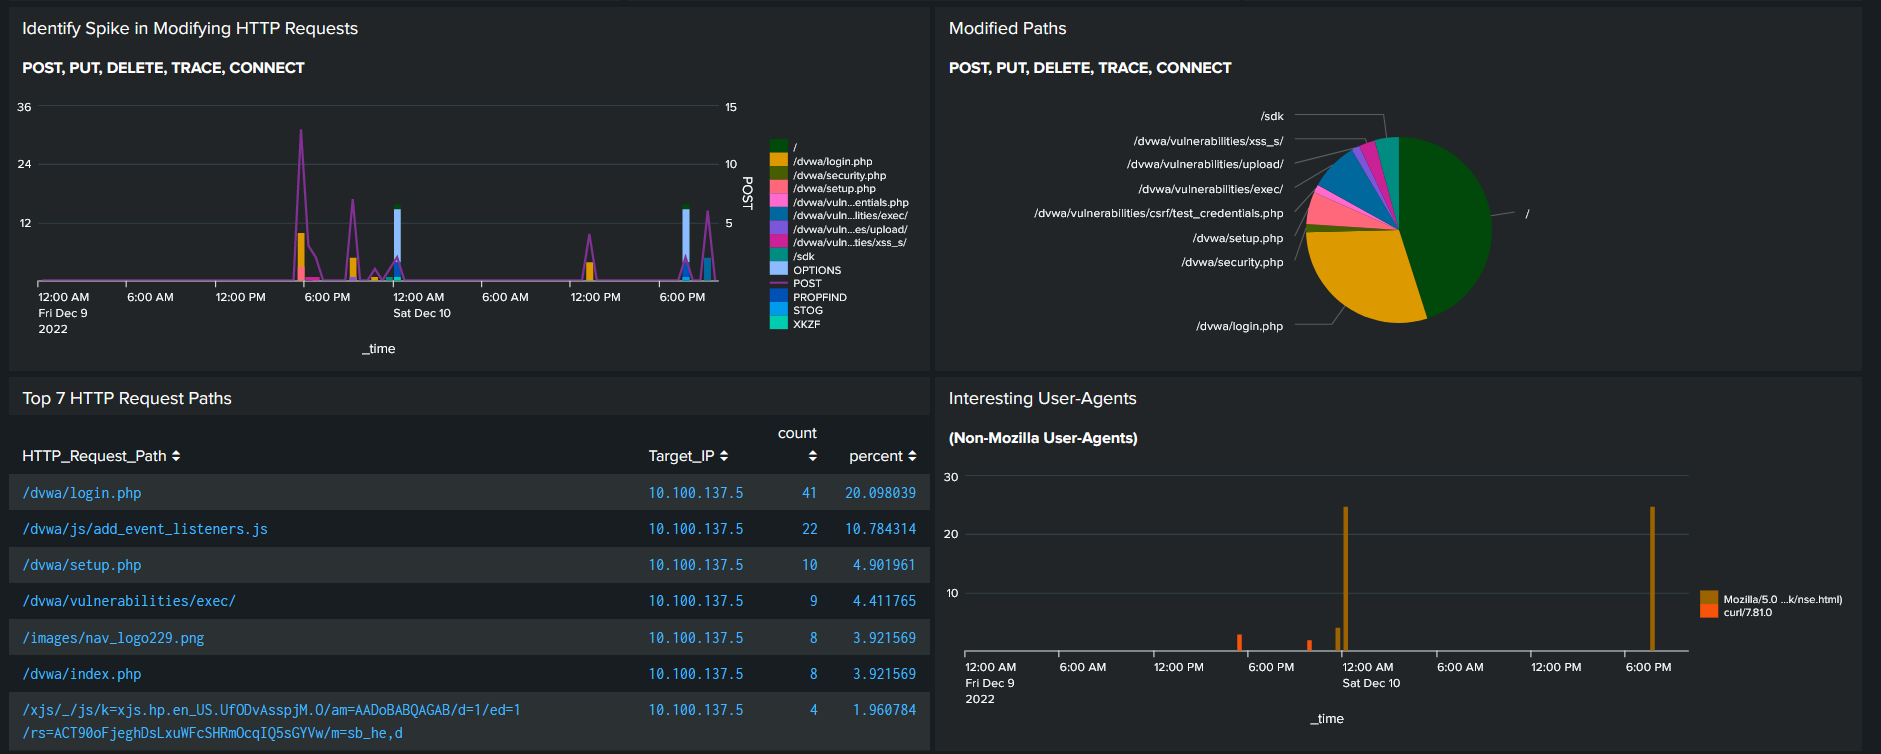 Identify Spike in Modifying HTTP Requests
POST, PUT, DELETE, TRACE, CONNECT
36
24
12
15
10
5
POST
12:00 AM
Fri Dec 9
2022
6:00 AM
12:00 PM
6:00 PM
12:00 AM
Sat Dec 10
6:00 AM
12:00 PM
6:00 PM
_time
/
/dvwa/login.php
/dvwa/security.php
/dvwa/setup.php
/dvwa/vuln...entials.php
/dvwa/vuln...lities/exec/
/dvwa/vuln...es/upload/
/dvwa/vuln...ties/xss_s/
/sdk
OPTIONS
POST
PROPFIND
STOG
XKZF
Modified Paths
POST, PUT, DELETE, TRACE, CONNECT
/sdk
/dvwa/vulnerabilities/xss_s/
/dvwa/vulnerabilities/upload/
/dvwa/vulnerabilities/exec/
/dvwa/vulnerabilities/csrf/test_credentials.php
/dvwa/setup.php
/dvwa/security.php
/dvwa/login.php
/
Top 7 HTTP Request Paths
HTTP_Request_Path Target_IP count percent
/dvwa/login.php 10.100.137.5 41 20.098039
/dvwa/js/add_event_listeners.js 10.100.137.5 22 10.784314
/dvwa/setup.php 10.100.137.5 10 4.901961
/dvwa/vulnerabilities/exec/ 10.100.137.5 9 4.411765
/images/nav_logo229.png 10.100.137.5 8 3.921569
/dvwa/index.php 10.100.137.5 8 3.921569
/xjs/_/js/k=xjs.hp.en_US.UfODvAsspjM.O/am=AADoBABQAGAB/d=1/ed=1 10.100.137.5 4 1.960784
/rs=ACT90oFjeghDsLxuWFcSHRmOcqIQ5sGYVw/m=sb_he,d
Interesting User-Agents
(Non-Mozilla User-Agents)
30
20
10
12:00 AM
Fri Dec 9
2022
6:00 AM
12:00 PM
6:00 PM
12:00 AM
Sat Dec 10
6:00 AM
12:00 PM
6:00 PM
_time
Mozilla/5.0 ...k/nse.html)
curl/7.81.0